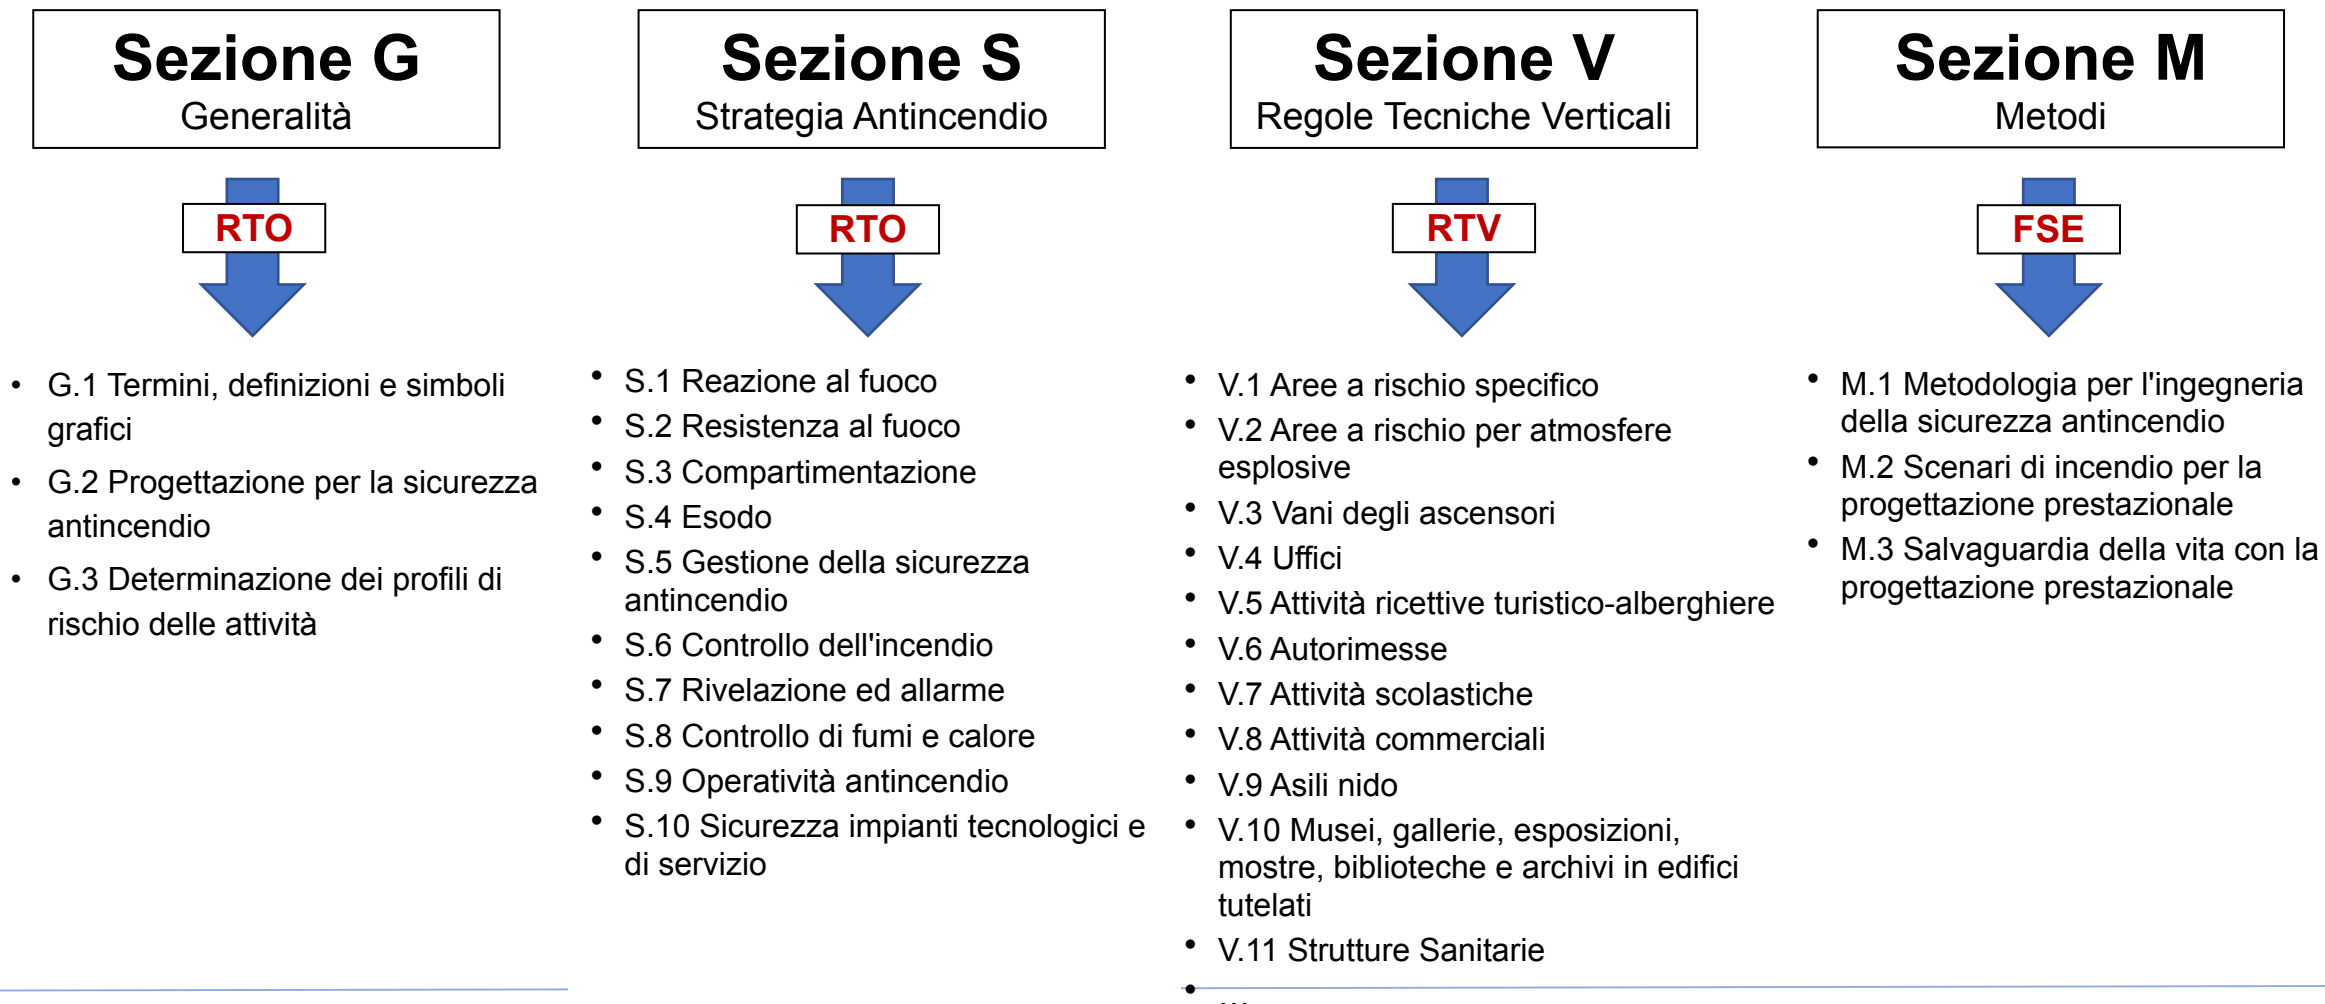 Sezione G
Generalità
RTO
• G.1 Termini, definizioni e simboli
grafici
• G.2 Progettazione per la sicurezza
antincendio
• G.3 Determinazione dei profili di
rischio delle attività
Sezione S
Strategia Antincendio
RTO
• S.1 Reazione al fuoco
• S.2 Resistenza al fuoco
• S.3 Compartimentazione
• S.4 Esodo
• S.5 Gestione della sicurezza
antincendio
• S.6 Controllo dell'incendio
• S.7 Rivelazione ed allarme
• S.8 Controllo di fumi e calore
• S.9 Operatività antincendio
• S.10 Sicurezza impianti tecnologici e
di servizio
Sezione V
Regole Tecniche Verticali
RTV
• V.1 Aree a rischio specifico
• V.2 Aree a rischio per atmosfere
esplosive
• V.3 Vani degli ascensori
• V.4 Uffici
• V.5 Attività ricettive turistico-alberghiere
• V.6 Autorimesse
• V.7 Attività scolastiche
• V.8 Attività commerciali
• V.9 Asili nido
• V.10 Musei, gallerie, esposizioni,
mostre, biblioteche e archivi in edifici
tutelati
• V.11 Strutture Sanitarie
• ...
Sezione M
Metodi
FSE
• M.1 Metodologia per l'ingegneria
della sicurezza antincendio
• M.2 Scenari di incendio per la
progettazione prestazionale
• M.3 Salvaguardia della vita con la
progettazione prestazionale